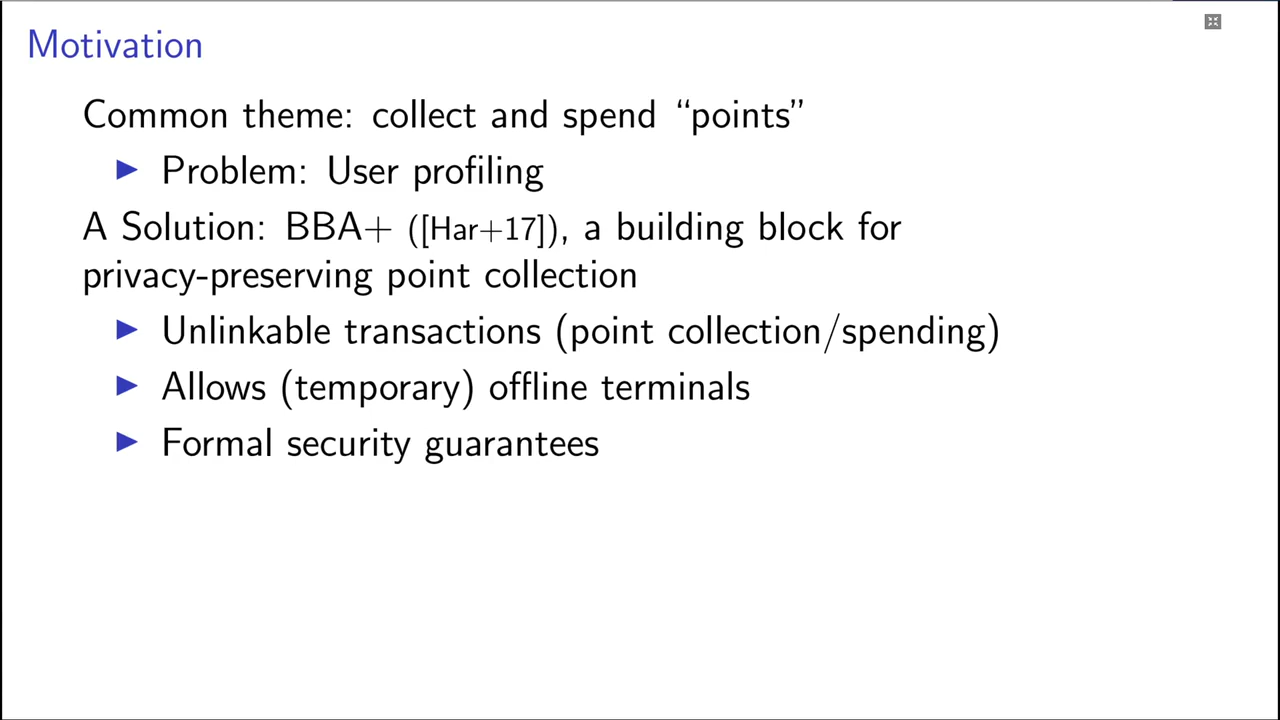 Motivation
Common theme: collect and spend “points”
▶ Problem: User profiling
A Solution: BBA+ ([Har+17]), a building block for
privacy-preserving point collection
▶ Unlinkable transactions (point collection/spending)
▶ Allows (temporary) offline terminals
▶ Formal security guarantees